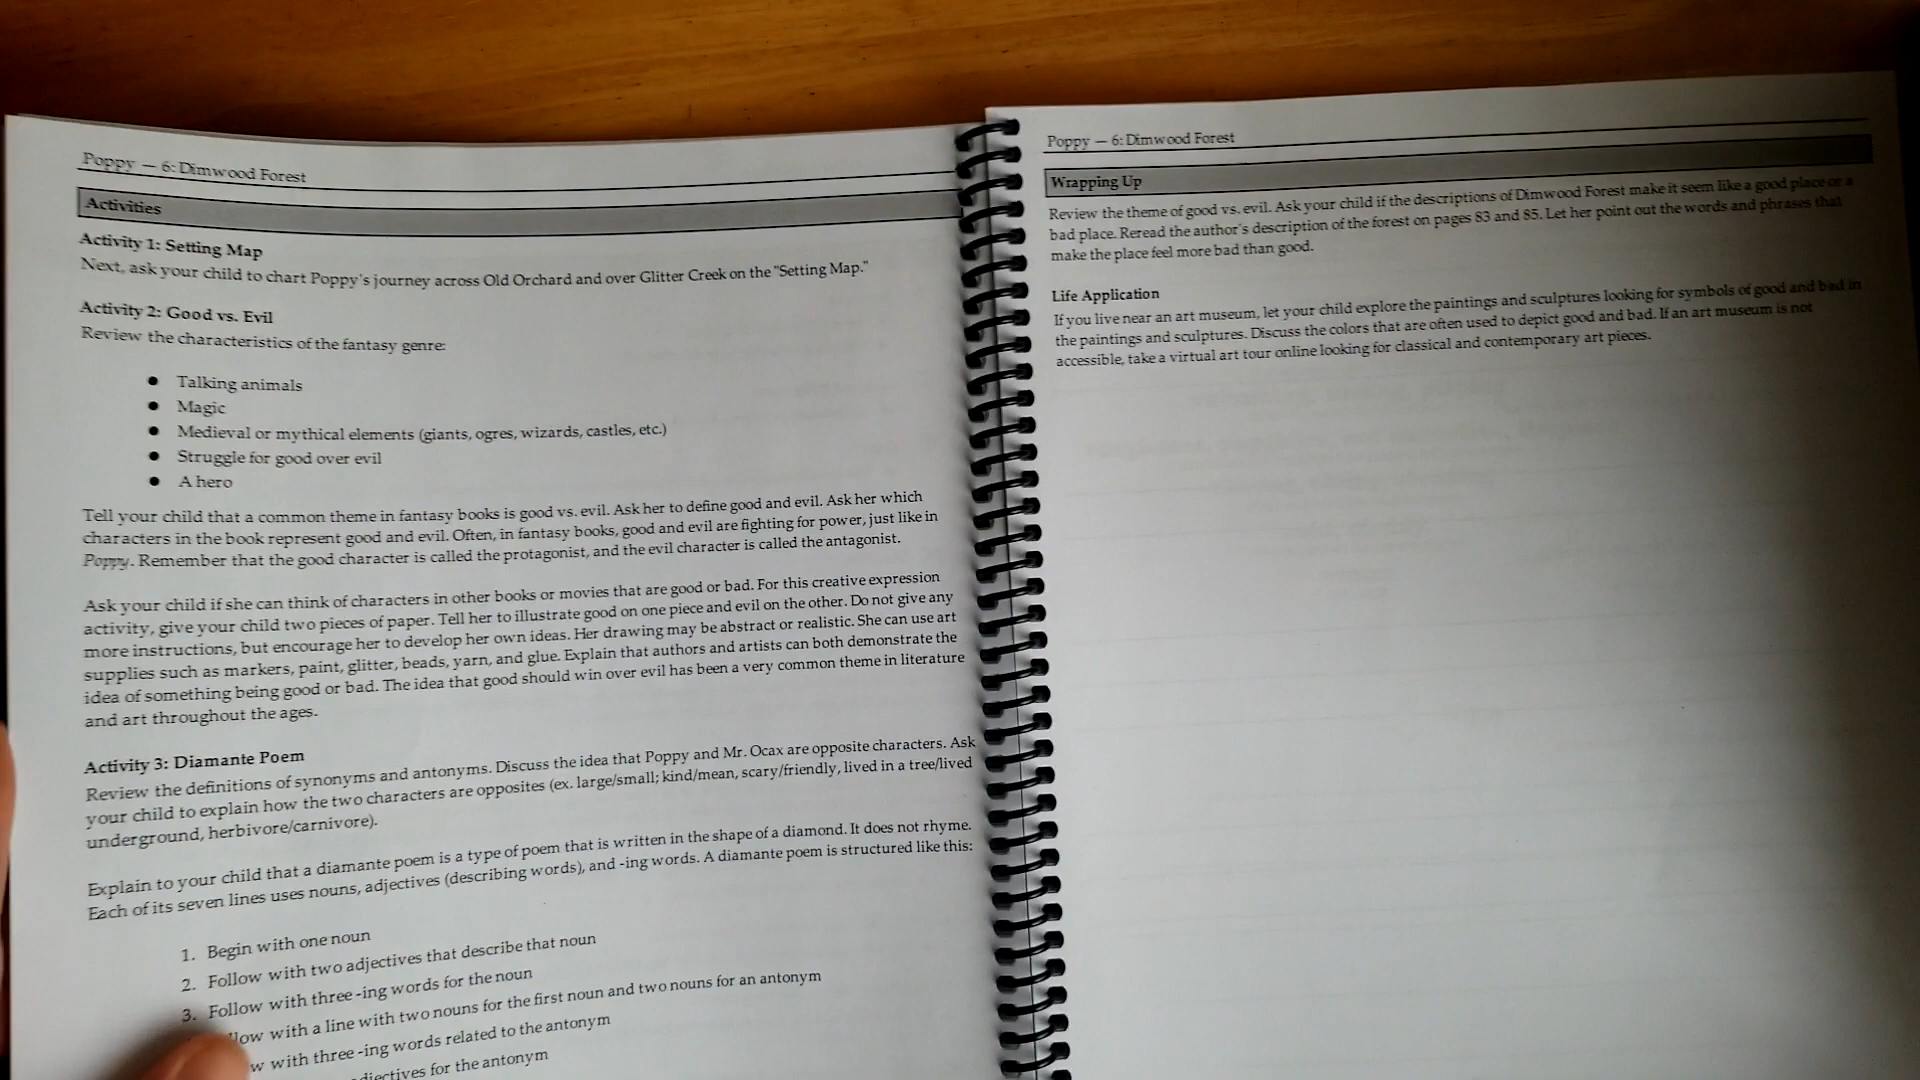 Poppy — 6: Dimwood Forest
Activities
Activity 1: Setting Map
Next, ask your child to chart Poppy's journey across Old Orchard and over Glitter Creek on the "Setting Map."
Activity 2: Good vs. Evil
Review the characteristics of the fantasy genre:
● Talking animals
● Magic
● Medieval or mythical elements (giants, ogres, wizards, castles, etc.)
● Struggle for good over evil
● A hero
Tell your child that a common theme in fantasy books is good vs. evil. Ask her to define good and evil. Ask her which
characters in the book represent good and evil. Often, in fantasy books, good and evil are fighting for power, just like in
Poppy. Remember that the good character is called the protagonist, and the evil character is called the antagonist.
Ask your child if she can think of characters in other books or movies that are good or bad. For this creative expression
activity, give your child two pieces of paper. Tell her to illustrate good on one piece and evil on the other. Do not give any
more instructions, but encourage her to develop her own ideas. Her drawing may be abstract or realistic. She can use art
supplies such as markers, paint, glitter, beads, yarn, and glue. Explain that authors and artists can both demonstrate the
idea of something being good or bad. The idea that good should win over evil has been a very common theme in literature
and art throughout the ages.
Activity 3: Diamante Poem
Review the definitions of synonyms and antonyms. Discuss the idea that Poppy and Mr. Ocax are opposite characters. Ask
your child to explain how the two characters are opposites (ex. large/small; kind/mean, scary/friendly, lived in a tree/lived
underground, herbivore/carnivore).
Explain to your child that a diamante poem is a type of poem that is written in the shape of a diamond. It does not rhyme.
Each of its seven lines uses nouns, adjectives (describing words), and -ing words. A diamante poem is structured like this:
1. Begin with one noun
2. Follow with two adjectives that describe that noun
3. Follow with three -ing words for the noun
low with a line with two nouns for the first noun and two nouns for an antonym
w with three -ing words related to the antonym
djectives for the antonym
Poppy — 6: Dimwood Forest
Wrapping Up
Review the theme of good vs. evil. Ask your child if the descriptions of Dimwood Forest make it seem like a good place or a
bad place. Reread the author's description of the forest on pages 83 and 85. Let her point out the words and phrases that
make the place feel more bad than good.
Life Application
If you live near an art museum, let your child explore the paintings and sculptures looking for symbols of good and bad in
the paintings and sculptures. Discuss the colors that are often used to depict good and bad. If an art museum is not
accessible, take a virtual art tour online looking for classical and contemporary art pieces.